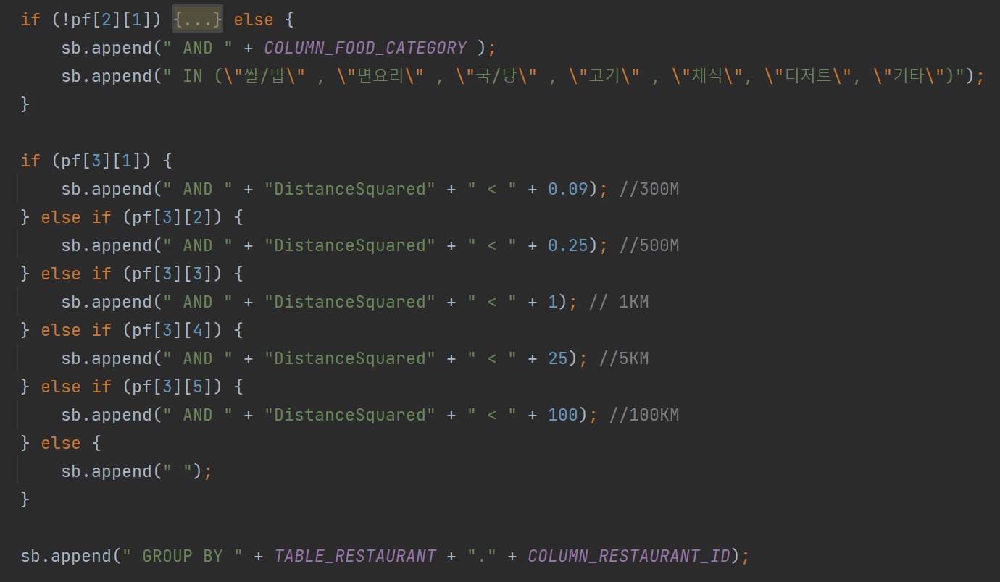 if (!pf[2][1]) {...} else {
    sb.append(" AND " + COLUMN_FOOD_CATEGORY );
    sb.append(" IN (\"쌀/밥\" , \"면요리\" , \"국/탕\" , \"고기\" , \"채식\", \"디저트\", \"기타\")");
}

if (pf[3][1]) {
    sb.append(" AND " + "DistanceSquared" + " < " + 0.09); //300M
} else if (pf[3][2]) {
    sb.append(" AND " + "DistanceSquared" + " < " + 0.25); //500M
} else if (pf[3][3]) {
    sb.append(" AND " + "DistanceSquared" + " < " + 1); // 1KM
} else if (pf[3][4]) {
    sb.append(" AND " + "DistanceSquared" + " < " + 25); //5KM
} else if (pf[3][5]) {
    sb.append(" AND " + "DistanceSquared" + " < " + 100); //100KM
} else {
    sb.append(" ");
}

sb.append(" GROUP BY " + TABLE_RESTAURANT + "." + COLUMN_RESTAURANT_ID);